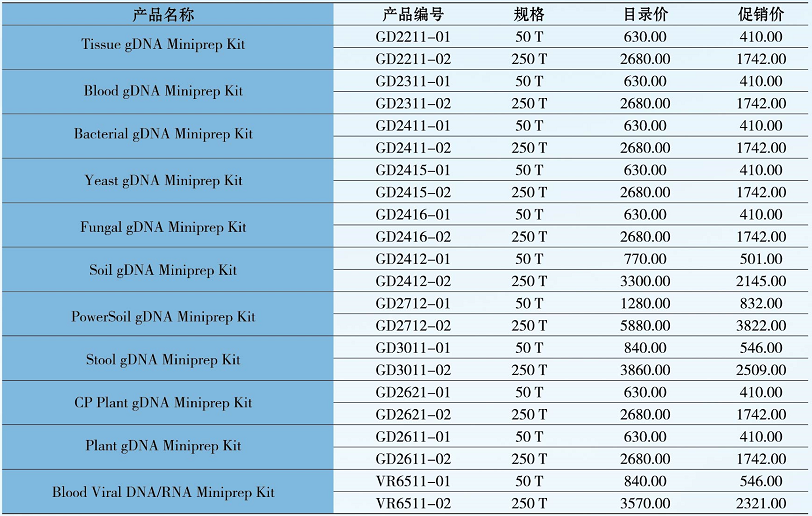 产品名称 产品编号 规格 目录价 促销价
Tissue gDNA Miniprep Kit GD2211-01 50 T 630.00 410.00
GD2211-02 250 T 2680.00 1742.00
Blood gDNA Miniprep Kit GD2311-01 50 T 630.00 410.00
GD2311-02 250 T 2680.00 1742.00
Bacterial gDNA Miniprep Kit GD2411-01 50 T 630.00 410.00
GD2411-02 250 T 2680.00 1742.00
Yeast gDNA Miniprep Kit GD2415-01 50 T 630.00 410.00
GD2415-02 250 T 2680.00 1742.00
Fungal gDNA Miniprep Kit GD2416-01 50 T 630.00 410.00
GD2416-02 250 T 2680.00 1742.00
Soil gDNA Miniprep Kit GD2412-01 50 T 770.00 501.00
GD2412-02 250 T 3300.00 2145.00
PowerSoil gDNA Miniprep Kit GD2712-01 50 T 1280.00 832.00
GD2712-02 250 T 5880.00 3822.00
Stool gDNA Miniprep Kit GD3011-01 50 T 840.00 546.00
GD3011-02 250 T 3860.00 2509.00
CP Plant gDNA Miniprep Kit GD2621-01 50 T 630.00 410.00
GD2621-02 250 T 2680.00 1742.00
Plant gDNA Miniprep Kit GD2611-01 50 T 630.00 410.00
GD2611-02 250 T 2680.00 1742.00
Blood Viral DNA/RNA Miniprep Kit VR6511-01 50 T 840.00 546.00
VR6511-02 250 T 3570.00 2321.00